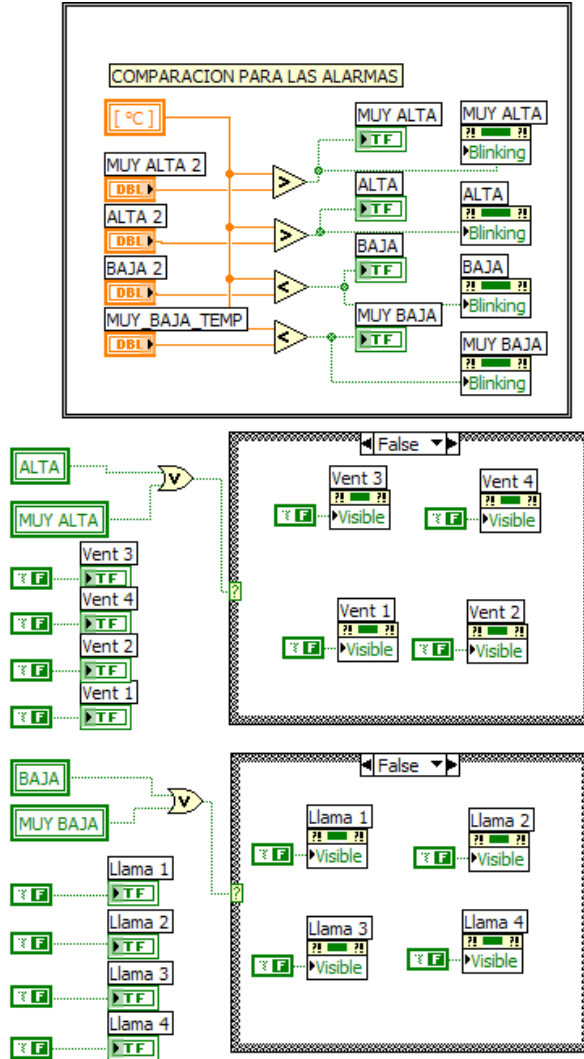 COMPARACION PARA LAS ALARMAS
[ ºC ]
MUY ALTA
TF
MUY ALTA
?! ?!
Blinking
MUY ALTA 2
DBL
>
ALTA
TF
ALTA
?! ?!
Blinking
ALTA 2
DBL
>
BAJA
TF
BAJA
?! ?!
Blinking
BAJA 2
DBL
<
MUY BAJA
TF
MUY BAJA
?! ?!
Blinking
MUY_BAJA_TEMP
DBL
<
ALTA
MUY ALTA
V
Vent 3
F
TF
Vent 4
F
TF
Vent 2
F
TF
Vent 1
F
TF
False
?
Vent 3
?! ?!
F
Visible
Vent 4
?! ?!
F
Visible
Vent 1
?! ?!
F
Visible
Vent 2
?! ?!
F
Visible
BAJA
MUY BAJA
V
Llama 1
F
TF
Llama 2
F
TF
Llama 3
F
TF
Llama 4
F
TF
False
?
Llama 1
?! ?!
F
Visible
Llama 2
?! ?!
F
Visible
Llama 3
?! ?!
F
Visible
Llama 4
?! ?!
F
Visible